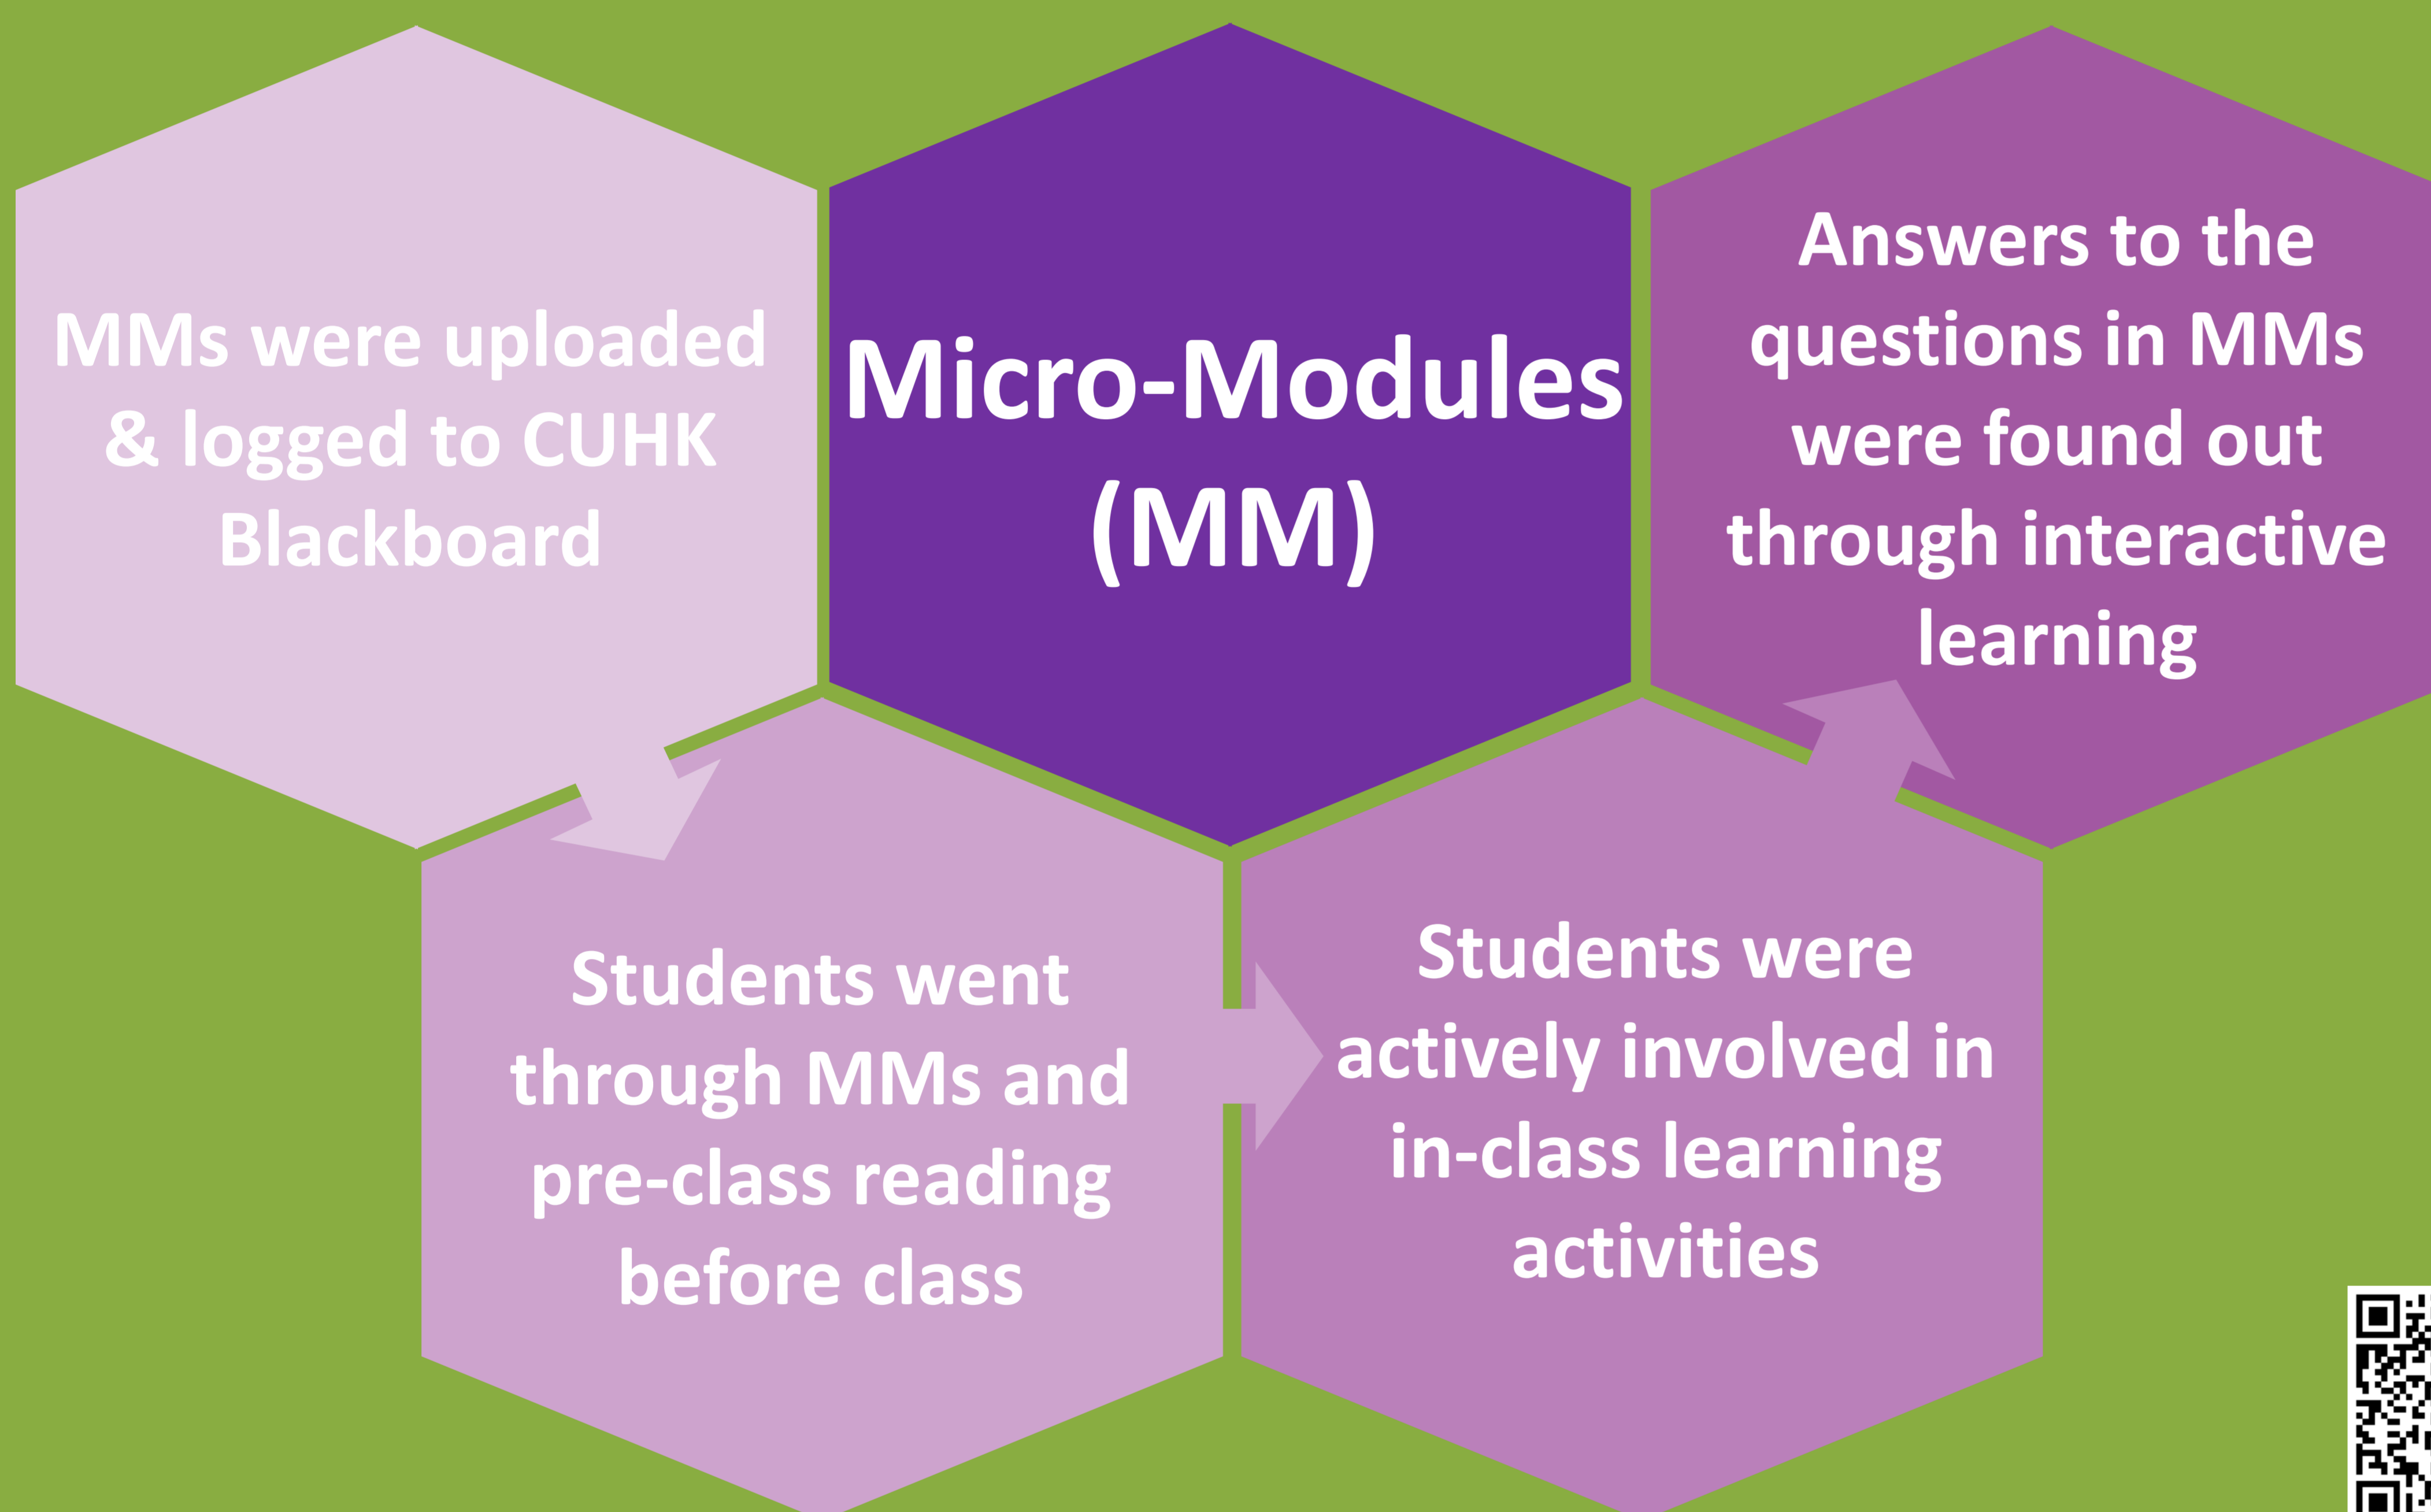 MMs were uploaded
& logged to CUHK
Blackboard
Micro-Modules
(MM)
Answers to the
questions in MMs
were found out
through interactive
learning
Students went
through MMs and
pre-class reading
before class
Students were
actively involved in
in-class learning
activities